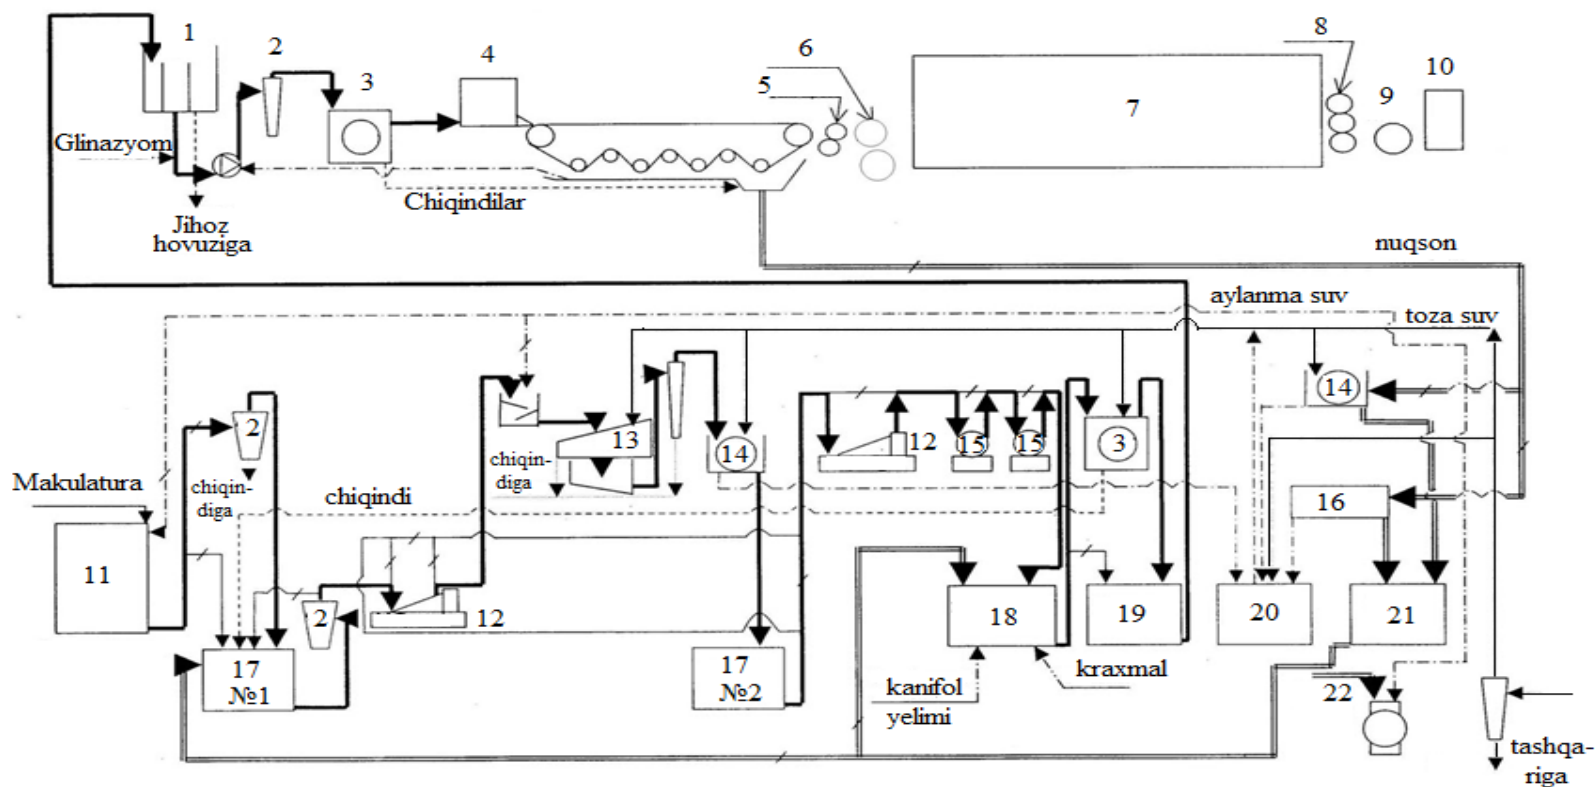 1
2
3
4
5
6
7
8
9
10
Glinazyom
Chiqindilar
Jihoz
hovuziga
nuqson
aylanma suv
toza suv
2
13
14
12
15
15
3
14
chiqin-
diga
chiqin-
diga
chiqindi
Makulatura
11
16
2
12
17
№1
17
№2
18
19
20
21
kanifol
yelimi
kraxmal
22
tashqa-
riga